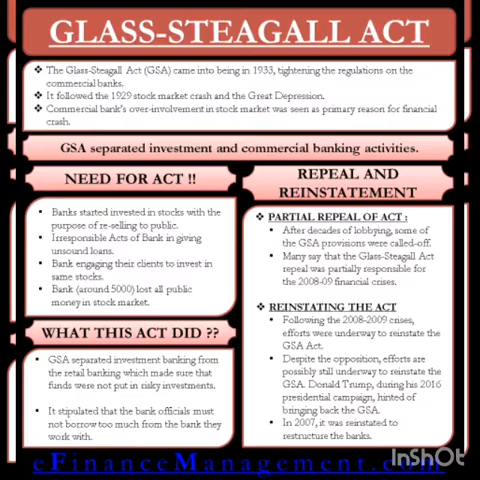 GLASS-STEAGALL ACT
❖ The Glass-Steagall Act (GSA) came into being in 1933, tightening the regulations on the
commercial banks.
❖ It followed the 1929 stock market crash and the Great Depression.
❖ Commercial bank's over-involvement in stock market was seen as primary reason for financial
crash.
GSA separated investment and commercial banking activities.
NEED FOR ACT !!
• Banks started invested in stocks with the
purpose of re-selling to public.
• Irresponsible Acts of Bank in giving
unsound loans.
• Bank engaging their clients to invest in
same stocks.
• Bank (around 5000) lost all public
money in stock market.
WHAT THIS ACT DID ??
• GSA separated investment banking from
the retail banking which made sure that
funds were not put in risky investments.
• It stipulated that the bank officials must
not borrow too much from the bank they
work with.
REPEAL AND
REINSTATEMENT
❖ PARTIAL REPEAL OF ACT :
• After decades of lobbying, some of
the GSA provisions were called-off.
• Many say that the Glass-Steagall Act
repeal was partially responsible for
the 2008-09 financial crises.
❖ REINSTATING THE ACT
• Following the 2008-2009 crises,
efforts were underway to reinstate the
GSA Act.
• Despite the opposition, efforts are
possibly still underway to reinstate the
GSA. Donald Trump, during his 2016
presidential campaign, hinted of
bringing back the GSA.
• In 2007, it was reinstated to
restructure the banks.
InShOt
eFinanceManagement.com